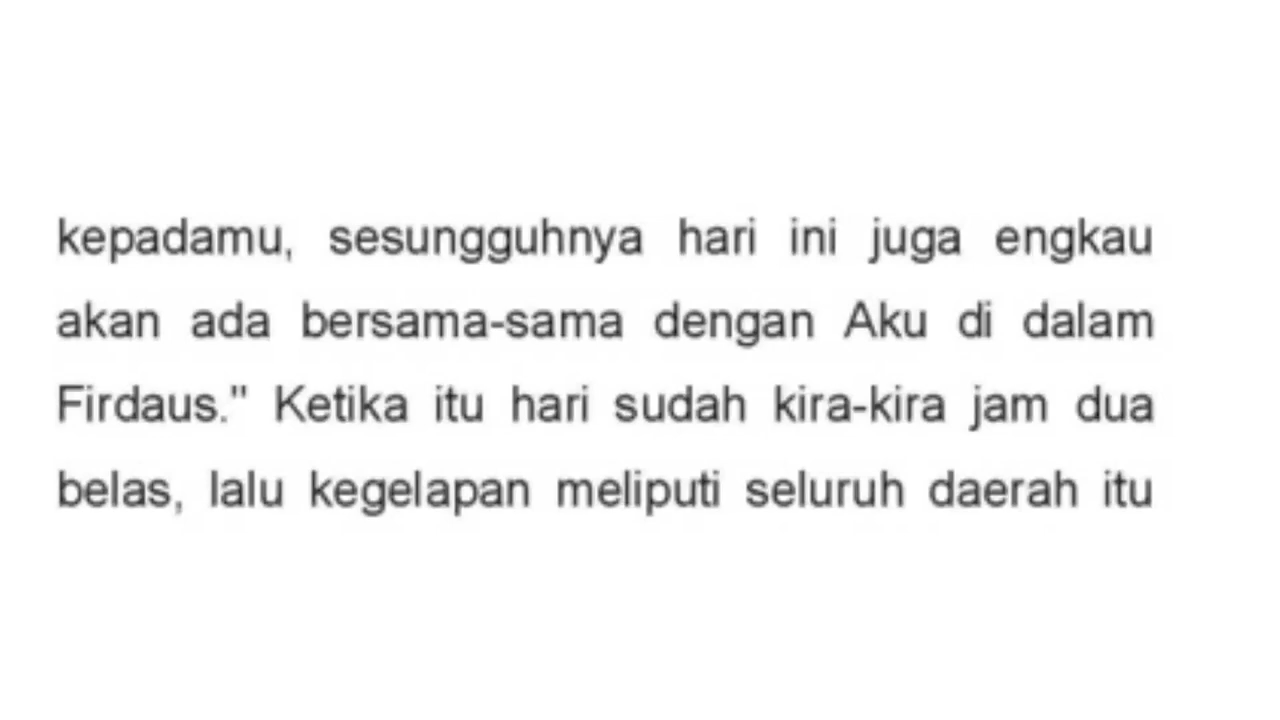 kepadamu, sesungguhnya hari ini juga engkau
akan ada bersama-sama dengan Aku di dalam
Firdaus." Ketika itu hari sudah kira-kira jam dua
belas, lalu kegelapan meliputi seluruh daerah itu